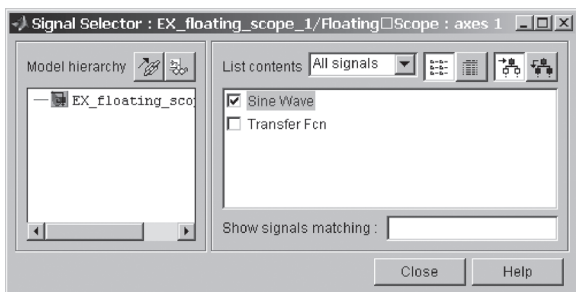 Signal Selector : EX_floating_scope_1/Floating□Scope : axes 1
Model hierarchy
EX_floating_sco
List contents All signals
Sine Wave
Transfer Fcn
Show signals matching :
Close Help